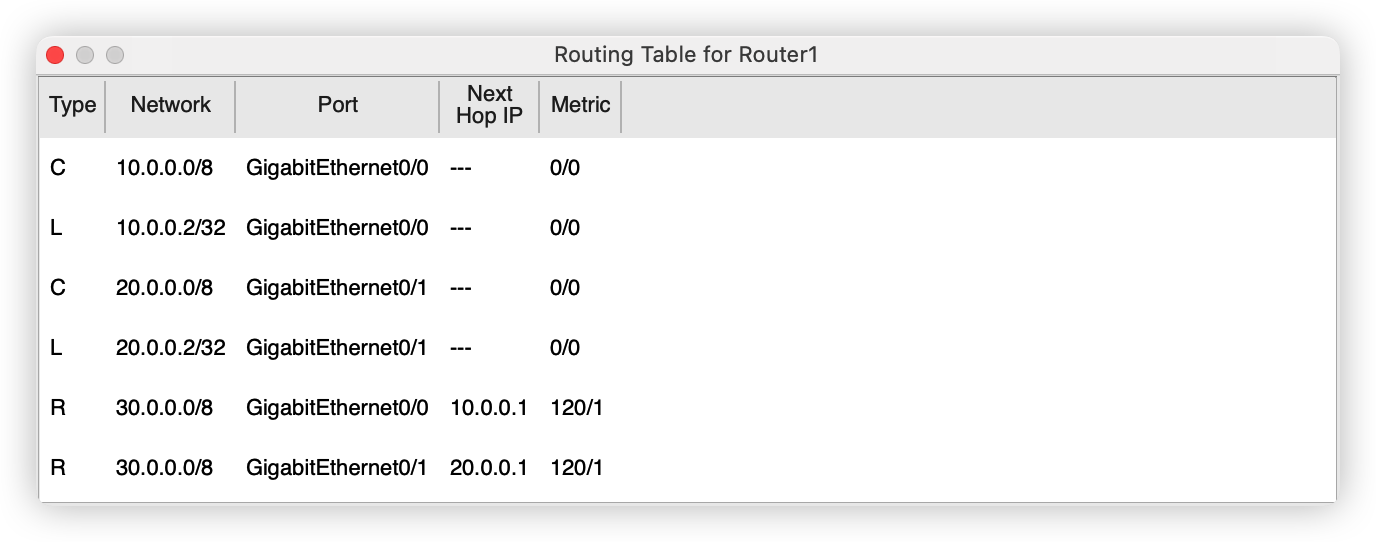 Routing Table for Router1
Type Network Port Next Hop IP Metric
C 10.0.0.0/8 GigabitEthernet0/0 --- 0/0
L 10.0.0.2/32 GigabitEthernet0/0 --- 0/0
C 20.0.0.0/8 GigabitEthernet0/1 --- 0/0
L 20.0.0.2/32 GigabitEthernet0/1 --- 0/0
R 30.0.0.0/8 GigabitEthernet0/0 10.0.0.1 120/1
R 30.0.0.0/8 GigabitEthernet0/1 20.0.0.1 120/1